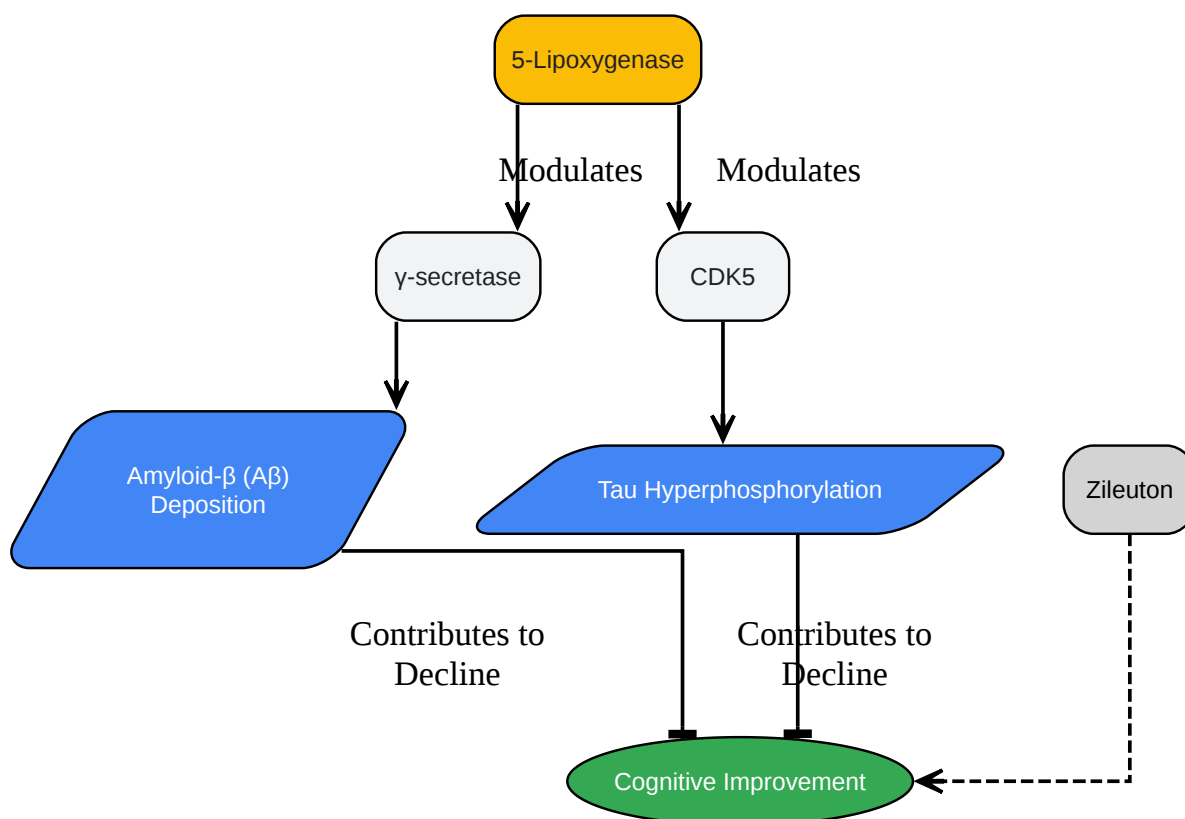 5-Lipoxygenase
Modulates
Modulates
γ-secretase
CDK5
Amyloid-β (Aβ)
Deposition
Tau Hyperphosphorylation
Zileuton
Contributes to
Decline
Contributes to
Decline
Cognitive Improvement